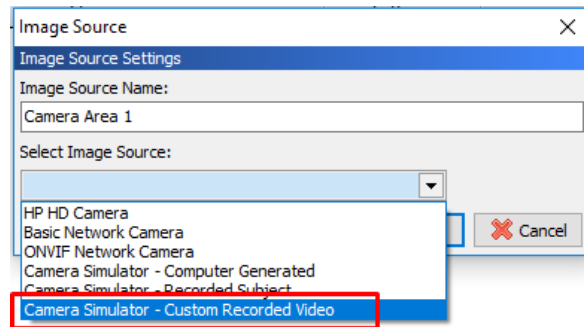 Image Source
Image Source Settings
Image Source Name:
Camera Area 1
Select Image Source:
HP HD Camera
Basic Network Camera
ONVIF Network Camera
Camera Simulator - Computer Generated
Camera Simulator - Recorded Subject
Camera Simulator - Custom Recorded Video
Cancel